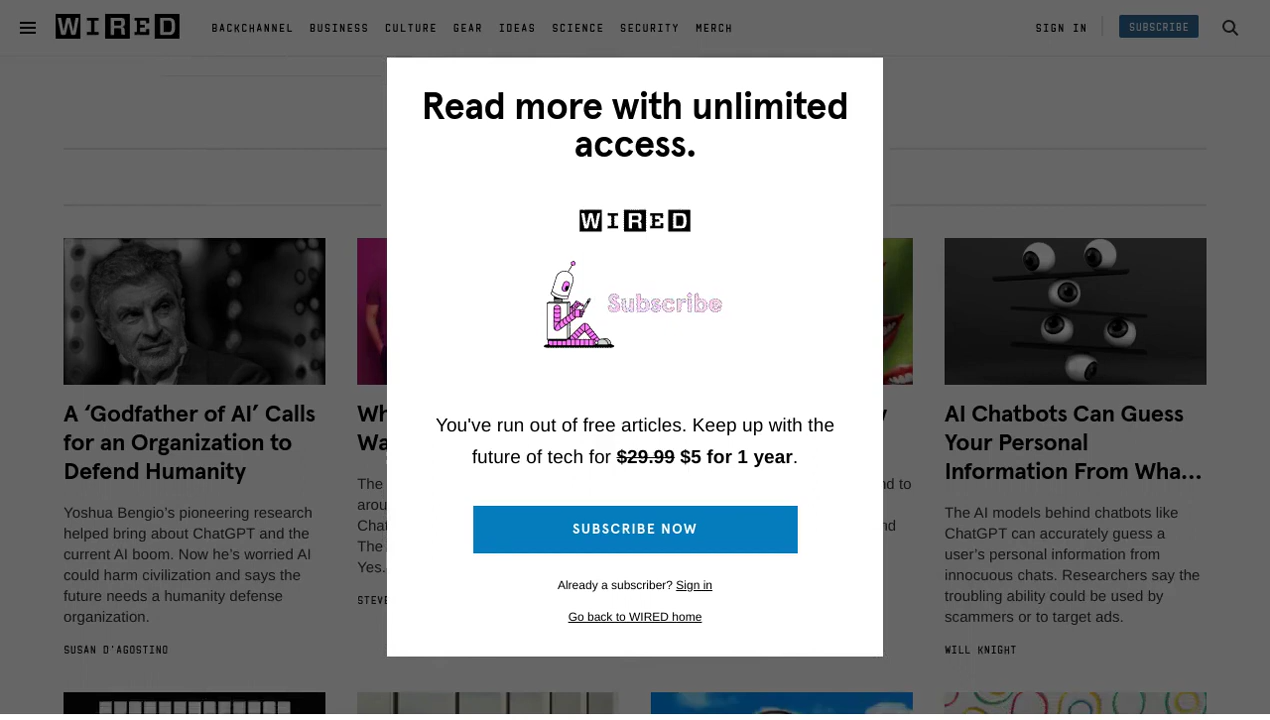 WIRED
BACKCHANNEL BUSINESS CULTURE GEAR IDEAS SCIENCE SECURITY MERCH
SIGN IN
SUBSCRIBE
Read more with unlimited
access.
WIRED
Subscribe
You've run out of free articles. Keep up with the
future of tech for $29.99 $5 for 1 year.
SUBSCRIBE NOW
Already a subscriber? Sign in
Go back to WIRED home
A ‘Godfather of AI’ Calls
for an Organization to
Defend Humanity
Yoshua Bengio’s pioneering research
helped bring about ChatGPT and the
current AI boom. Now he’s worried AI
could harm civilization and says the
future needs a humanity defense
organization.
SUSAN D'AGOSTINO
The
The
Yes.
AI Chatbots Can Guess
Your Personal
Information From Wha...
The AI models behind chatbots like
ChatGPT can accurately guess a
user’s personal information from
innocuous chats. Researchers say the
troubling ability could be used by
scammers or to target ads.
WILL KNIGHT